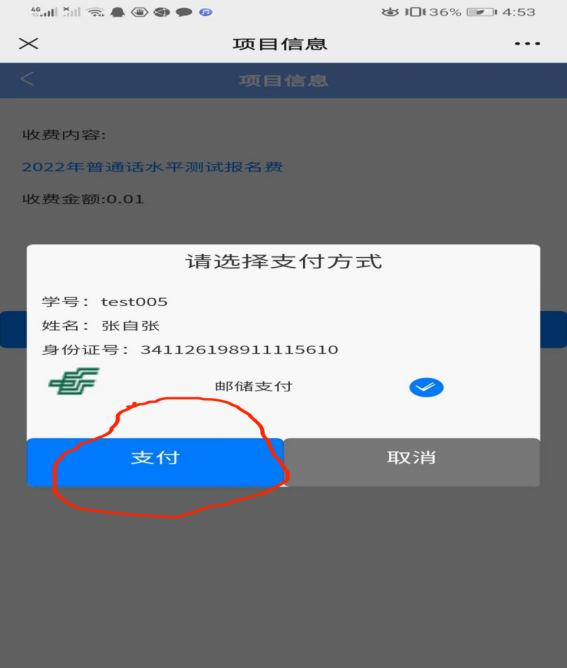 46 36% 4:53
项目信息
项目信息
收费内容:
2022年普通话水平测试报名费
收费金额:0.01
请选择支付方式
学号: test005
姓名: 张自张
身份证号: 341126198911115610
邮储支付
支付 取消